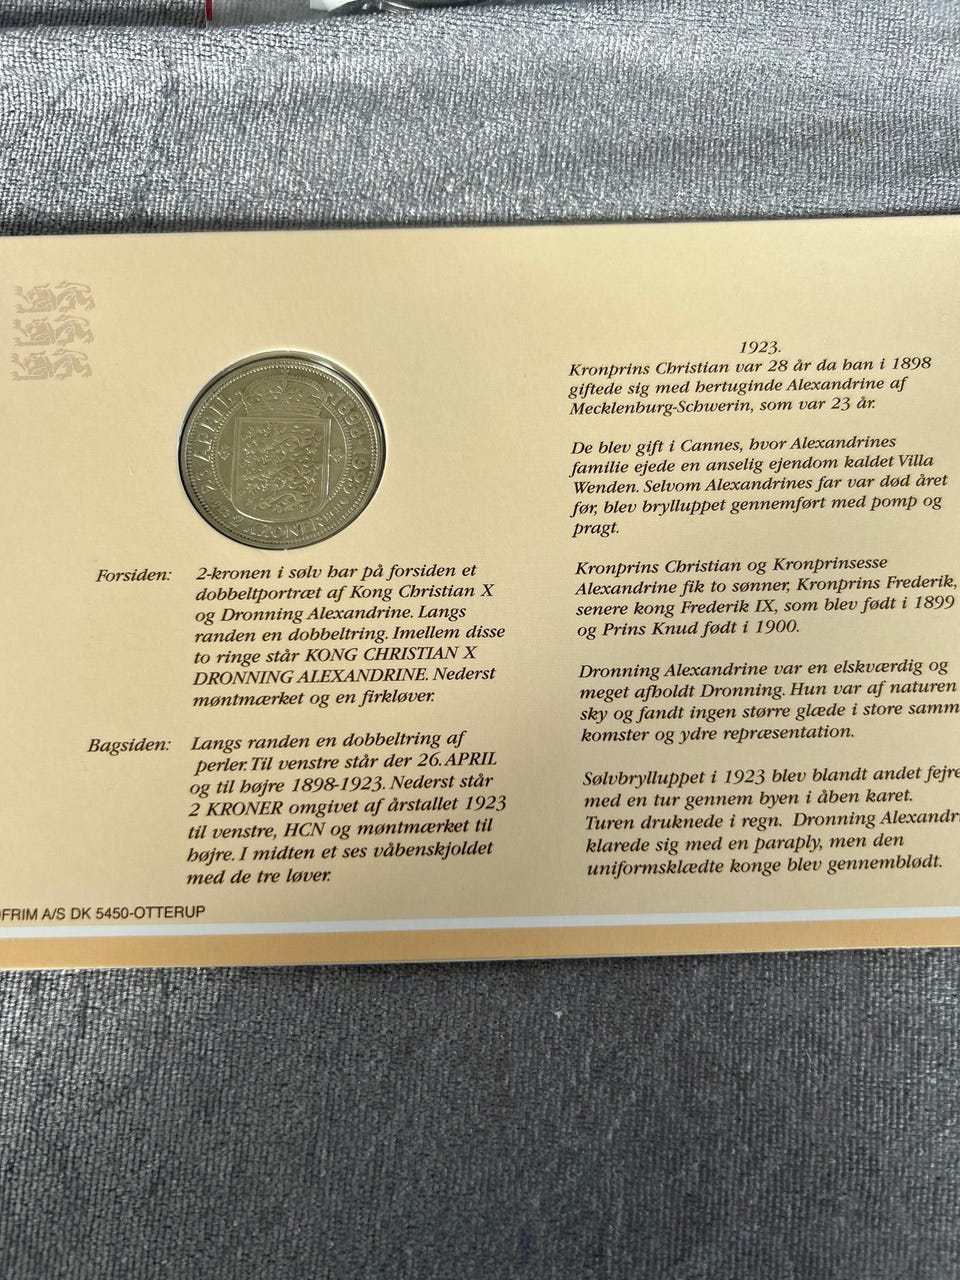 26. APRIL
1898-1923
2 KRONER
Forsiden: 2-kronen i sølv har på forsiden et
dobbeltportræt af Kong Christian X
og Dronning Alexandrine. Langs
randen en dobbeltring. Imellem disse
to ringe står KONG CHRISTIAN X
DRONNING ALEXANDRINE. Nederst
møntmærket og en firkløver.
Bagsiden: Langs randen en dobbeltring af
perler. Til venstre står der 26. APRIL
og til højre 1898-1923. Nederst står
2 KRONER omgivet af årstallet 1923
til venstre, HCN og møntmærket til
højre. I midten et ses våbenskjoldet
med de tre løver.
FRIM A/S DK 5450-OTTERUP
1923.
Kronprins Christian var 28 år da han i 1898
giftede sig med hertuginde Alexandrine af
Mecklenburg-Schwerin, som var 23 år.
De blev gift i Cannes, hvor Alexandrines
familie ejede en anselig ejendom kaldet Villa
Wenden. Selvom Alexandrines far var død året
før, blev brylluppet gennemført med pomp og
pragt.
Kronprins Christian og Kronprinsesse
Alexandrine fik to sønner, Kronprins Frederik,
senere kong Frederik IX, som blev født i 1899
og Prins Knud født i 1900.
Dronning Alexandrine var en elskværdig og
meget afholdt Dronning. Hun var af naturen
sky og fandt ingen større glæde i store samm
komster og ydre repræsentation.
Sølvbrylluppet i 1923 blev blandt andet fejre
med en tur gennem byen i åben karet.
Turen druknede i regn. Dronning Alexandri
klarede sig med en paraply, men den
uniformsklædte konge blev gennemblødt.